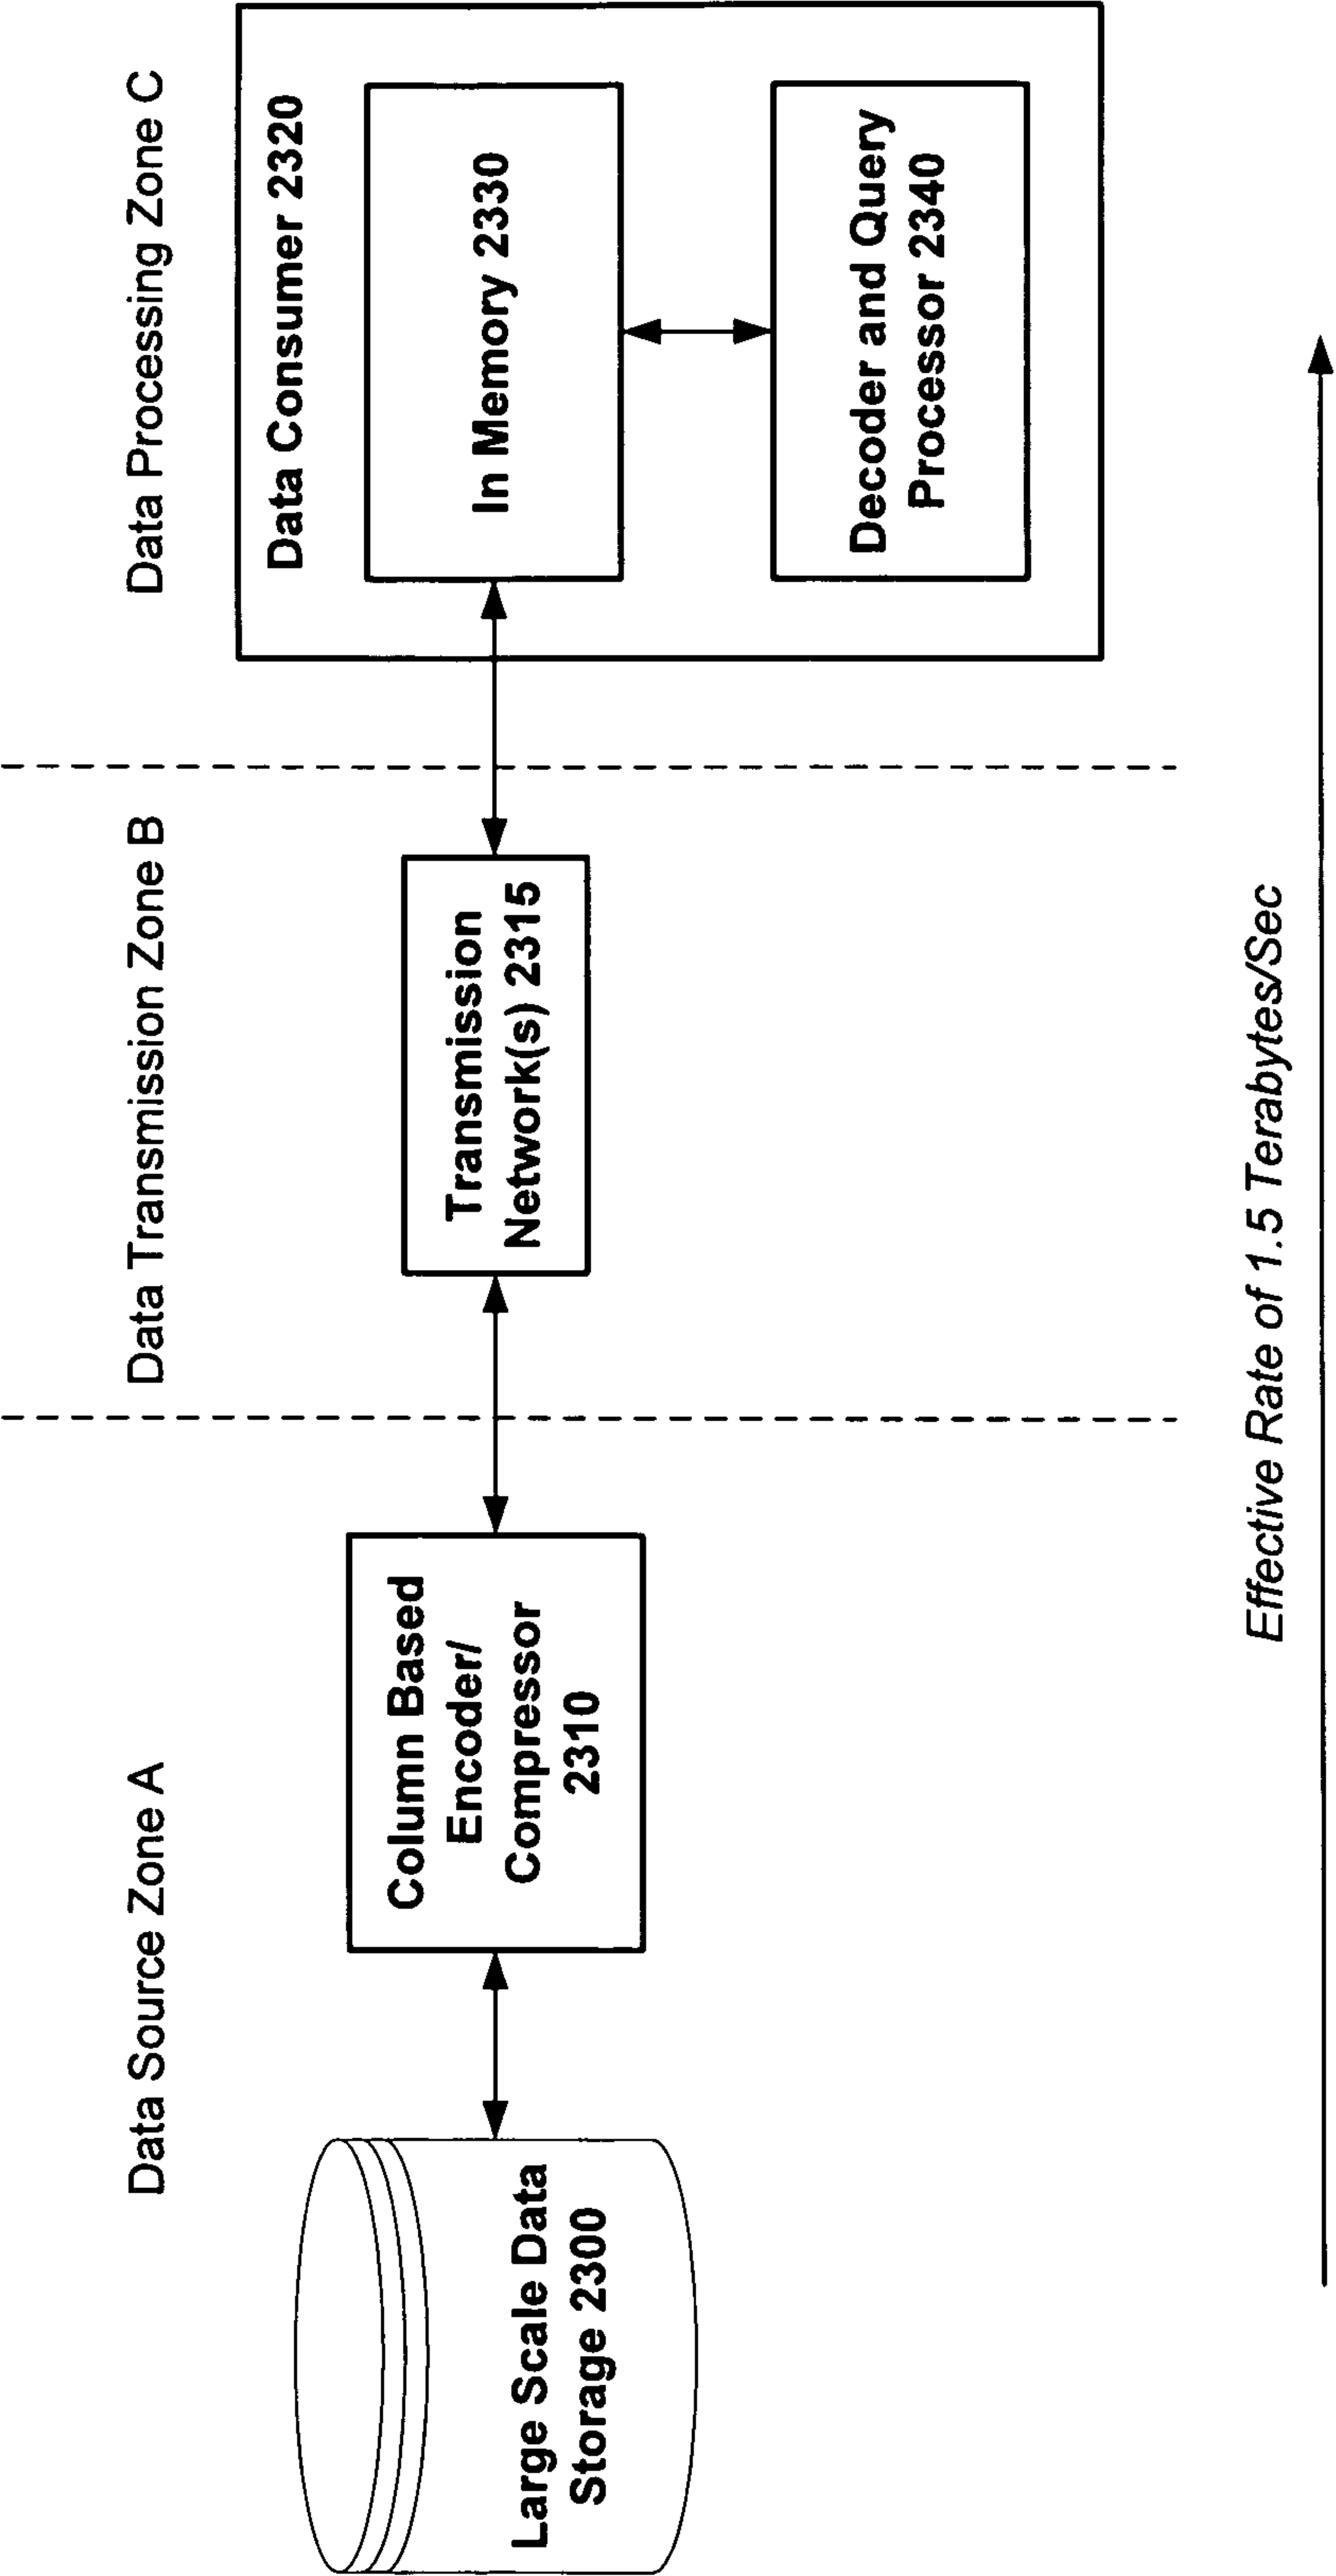 Data Source Zone A
Data Transmission Zone B
Data Processing Zone C
Large Scale Data
Storage 2300
Column Based
Encoder/
Compressor
2310
Transmission
Network(s) 2315
Data Consumer 2320
In Memory 2330
Decoder and Query
Processor 2340
Effective Rate of 1.5 Terabytes/Sec